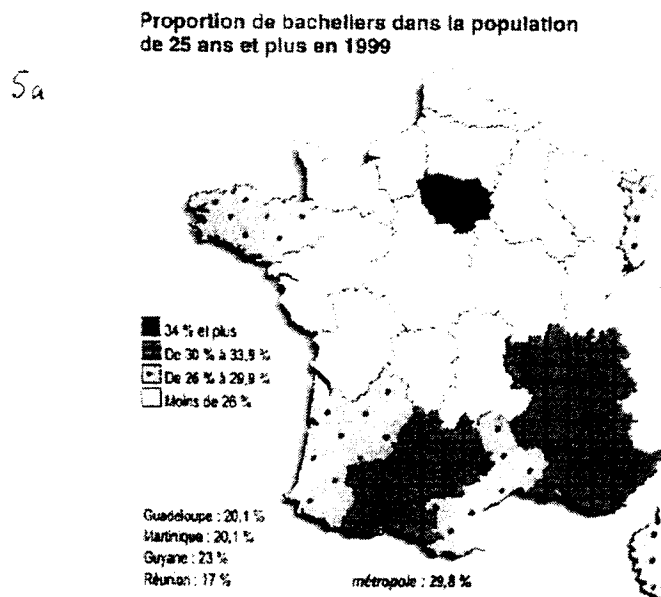 Proportion de bacheliers dans la population
de 25 ans et plus en 1999
5a
34 % et plus
De 30 % à 33,9 %
De 26 % à 29,9 %
Moins de 26 %
Guadeloupe : 20,1 %
Martinique : 20,1 %
Guyane : 23 %
Réunion : 17 %
métropole : 29,8 %